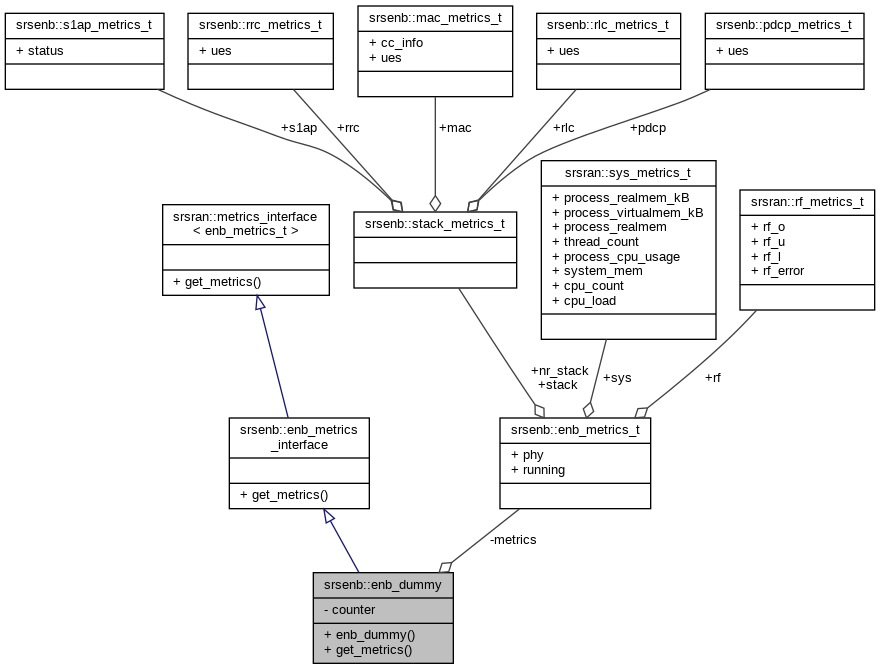 srsenb::s1ap_metrics_t
+ status
srsenb::rrc_metrics_t
+ ues
srsenb::mac_metrics_t
+ cc_info
+ ues
srsenb::rlc_metrics_t
+ ues
srsenb::pdcp_metrics_t
+ ues
+s1ap
+rrc
+mac
+rlc
+pdcp
srsran::metrics_interface
< enb_metrics_t >
+ get_metrics()
srsenb::stack_metrics_t
srsran::sys_metrics_t
+ process_realmem_kB
+ process_virtualmem_kB
+ process_realmem
+ thread_count
+ process_cpu_usage
+ system_mem
+ cpu_count
+ cpu_load
srsran::rf_metrics_t
+ rf_o
+ rf_u
+ rf_l
+ rf_error
+nr_stack
+stack
+sys
+rf
srsenb::enb_metrics
_interface
+ get_metrics()
srsenb::enb_metrics_t
+ phy
+ running
-metrics
srsenb::enb_dummy
- counter
+ enb_dummy()
+ get_metrics()